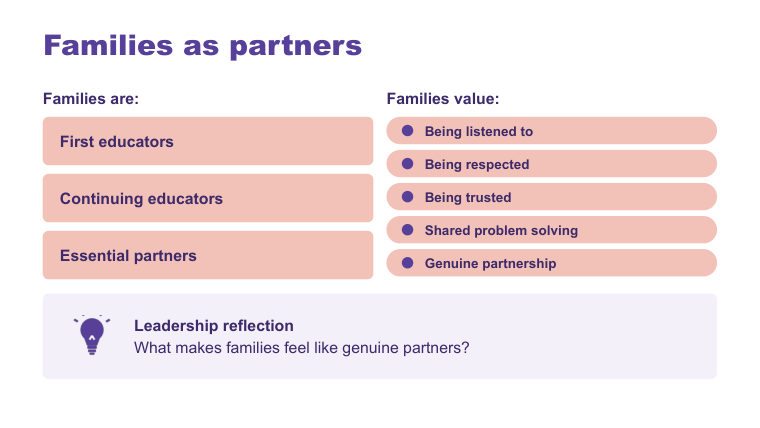 Families as partners
Families are:
First educators
Continuing educators
Essential partners
Families value:
Being listened to
Being respected
Being trusted
Shared problem solving
Genuine partnership
Leadership reflection
What makes families feel like genuine partners?